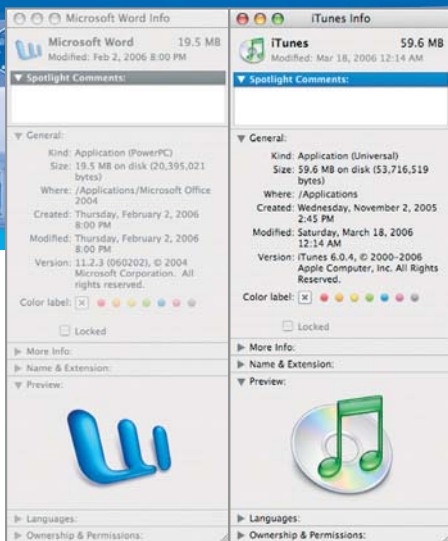 Microsoft Word Info
Microsoft Word 19.5 MB
Modified: Feb 2, 2006 8:00 PM
Spotlight Comments:
General:
Kind: Application (PowerPC)
Size: 19.5 MB on disk (20,395,021
bytes)
Where: /Applications/Microsoft Office
2004
Created: Thursday, February 2, 2006
8:00 PM
Modified: Thursday, February 2, 2006
8:00 PM
Version: 11.2.3 (060202), © 2004
Microsoft Corporation. All
rights reserved.
Color label:
Locked
More Info:
Name & Extension:
Preview:
Languages:
Ownership & Permissions:
iTunes Info
iTunes 59.6 MB
Modified: Mar 18, 2006 12:14 AM
Spotlight Comments:
General:
Kind: Application (Universal)
Size: 59.6 MB on disk (53,716,519
bytes)
Where: /Applications
Created: Wednesday, November 2, 2005
2:45 PM
Modified: Saturday, March 18, 2006
12:14 AM
Version: iTunes 6.0.4, © 2000–2006
Apple Computer, Inc. All Rights
Reserved.
Color label:
Locked
More Info:
Name & Extension:
Preview:
Languages:
Ownership & Permissions: